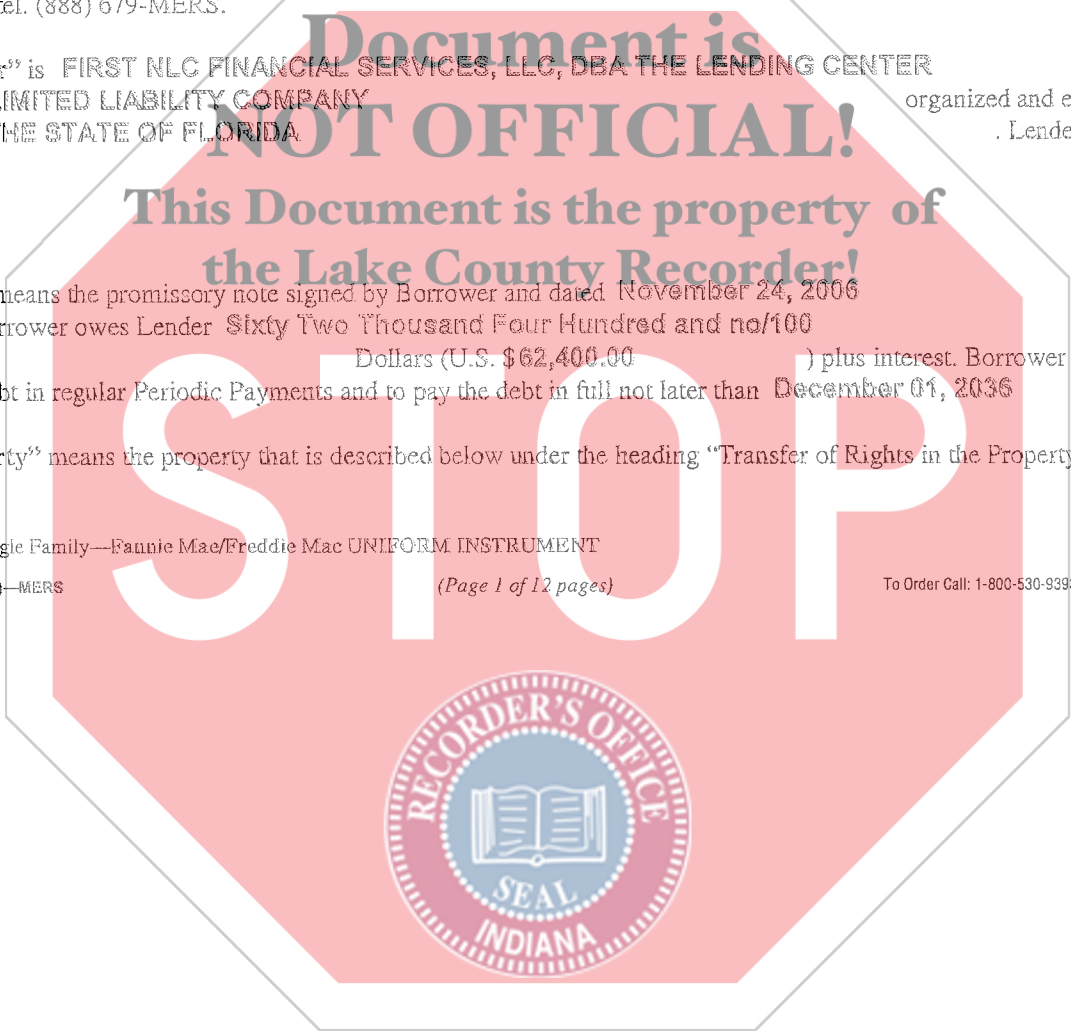 tel. (888) 679-MERS.
Document is
r” is FIRST NLC FINANCIAL SERVICES, LLC, DBA THE LENDING CENTER
LIMITED LIABILITY COMPANY organized and e
NOT OFFICIAL!
THE STATE OF FLORIDA . Lende
This Document is the property of
the Lake County Recorder!
means the promissory note signed by Borrower and dated November 24, 2006
rrower owes Lender Sixty Two Thousand Four Hundred and no/100
Dollars (U.S. $62,400.00 ) plus interest. Borrower
bt in regular Periodic Payments and to pay the debt in full not later than December 01, 2036
rty” means the property that is described below under the heading “Transfer of Rights in the Property
STOP
gle Family—Fannie Mae/Freddie Mac UNIFORM INSTRUMENT
—MERS (Page 1 of 12 pages) To Order Call: 1-800-530-939
RECORDER'S OFFICE
SEAL
INDIANA